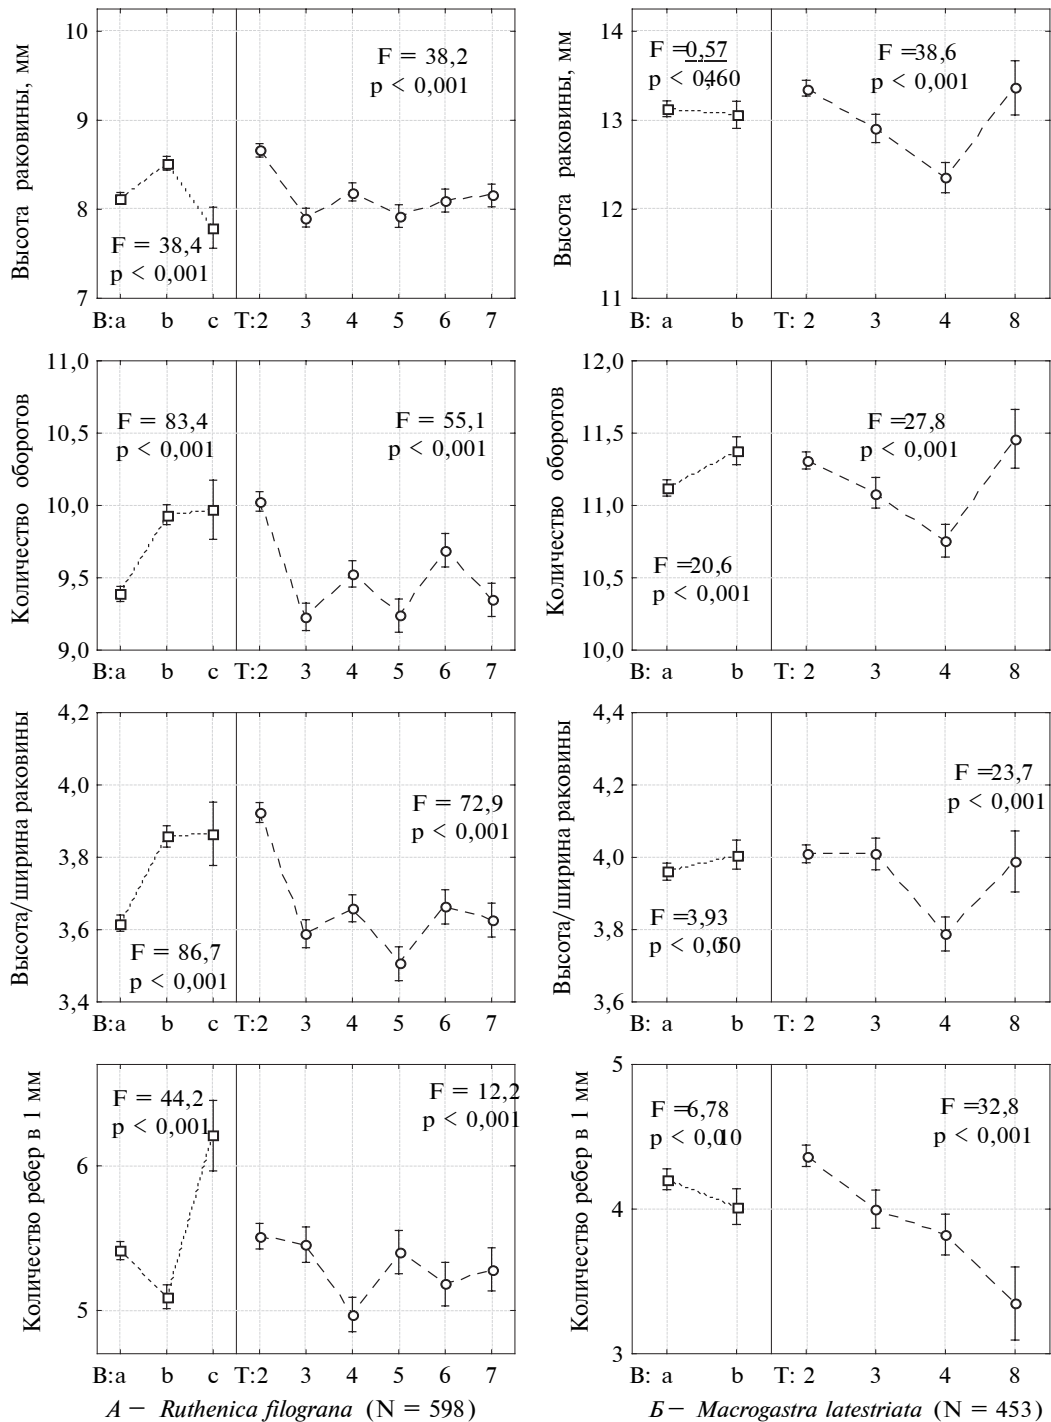 Высота раковины, мм
10
9
8
7
F = 38,2
p < 0,001
F = 38,4
p < 0,001
B:a b c T:2 3 4 5 6 7
Высота раковины, мм
14
13
12
11
F =0,57
F =38,6
p < 0,001
B: a b T: 2 3 4 8
Количество оборотов
11,0
10,5
10,0
9,5
9,0
F = 83,4
p < 0,001
F = 55,1
p < 0,001
B:a b c T:2 3 4 5 6 7
Количество оборотов
12,0
11,5
11,0
10,5
10,0
F =27,8
p < 0,001
F =20,6
p < 0,001
B: a b T: 2 3 4 8
Высота/ширина раковины
4,2
4,0
3,8
3,6
3,4
F = 72,9
p < 0,001
F = 86,7
p < 0,001
B:a b c T:2 3 4 5 6 7
Высота/ширина раковины
4,4
4,2
4,0
3,8
3,6
F =23,7
p < 0,001
F =3,93
B: a b T: 2 3 4 8
Количество ребер в 1 мм
6
5
F = 44,2
p < 0,001
F = 12,2
p < 0,001
B:a b c T:2 3 4 5 6 7
Количество ребер в 1 мм
5
4
3
F =6,78
F =32,8
p < 0,001
B: a b T: 2 3 4 8
А – Ruthenica filograna (N = 598)
Б – Macrogastra latestriata (N = 453)